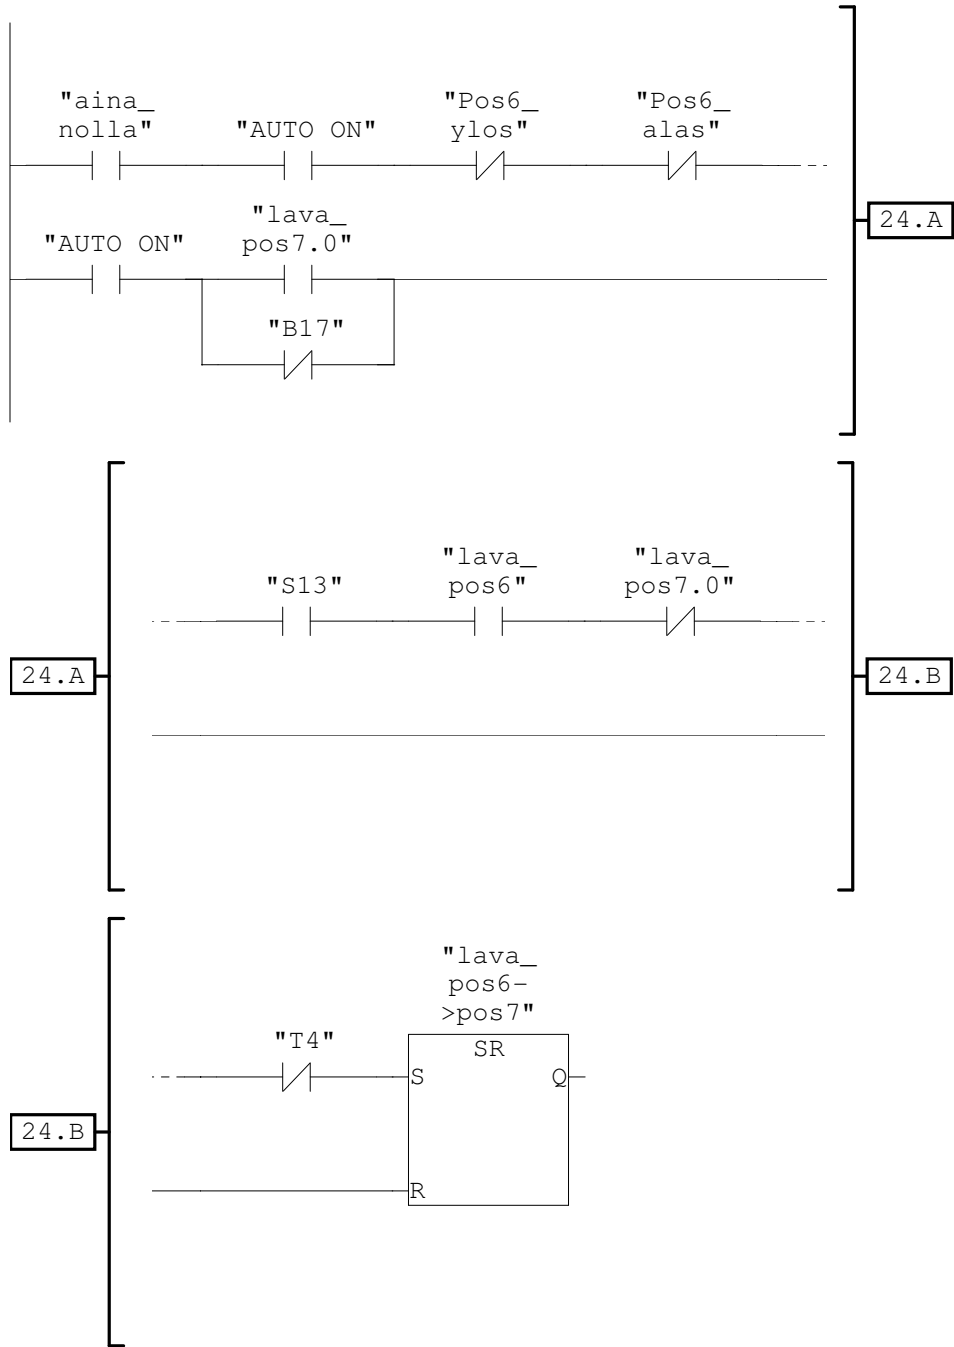 "aina_
nolla"
"AUTO ON"
"Pos6_
ylos"
"Pos6_
alas"
24.A
"AUTO ON"
"lava_
pos7.0"
"B17"
"S13"
"lava_
pos6"
"lava_
pos7.0"
24.A
24.B
"lava_
pos6-
>pos7"
"T4"
SR
S
Q
24.B
R